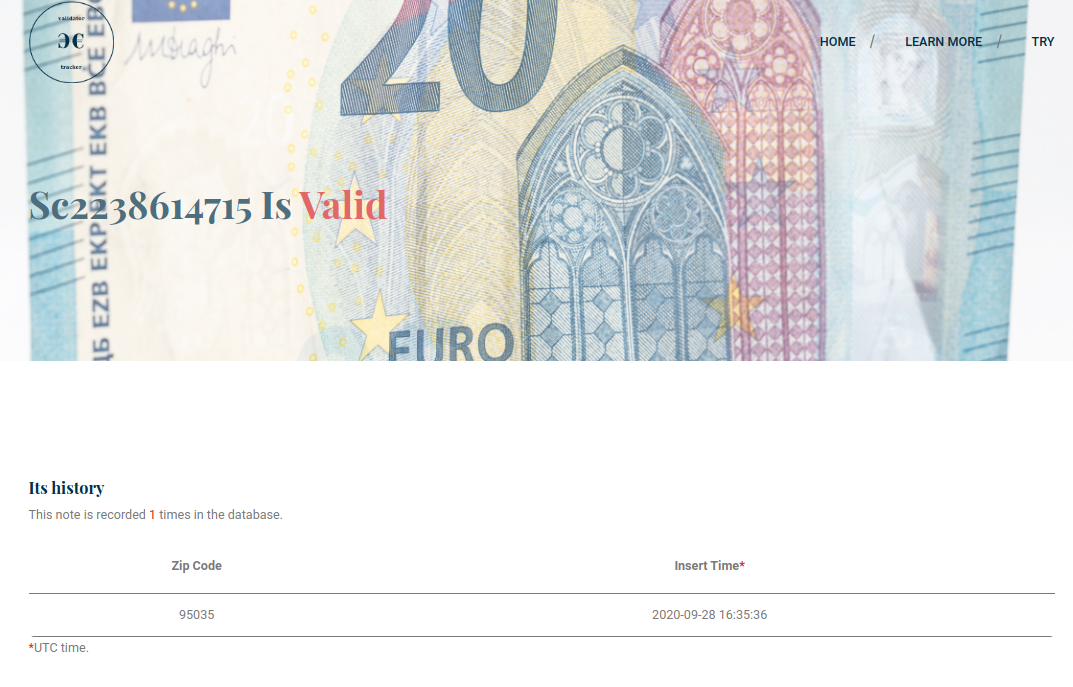 validator
Э€
tracker
HOME / LEARN MORE / TRY
20
EURO
ДБ EZB EKP EKT EKB BCE EBC
Sc2238614715 Is Valid
Its history
This note is recorded 1 times in the database.
Zip Code Insert Time*
95035 2020-09-28 16:35:36
*UTC time.